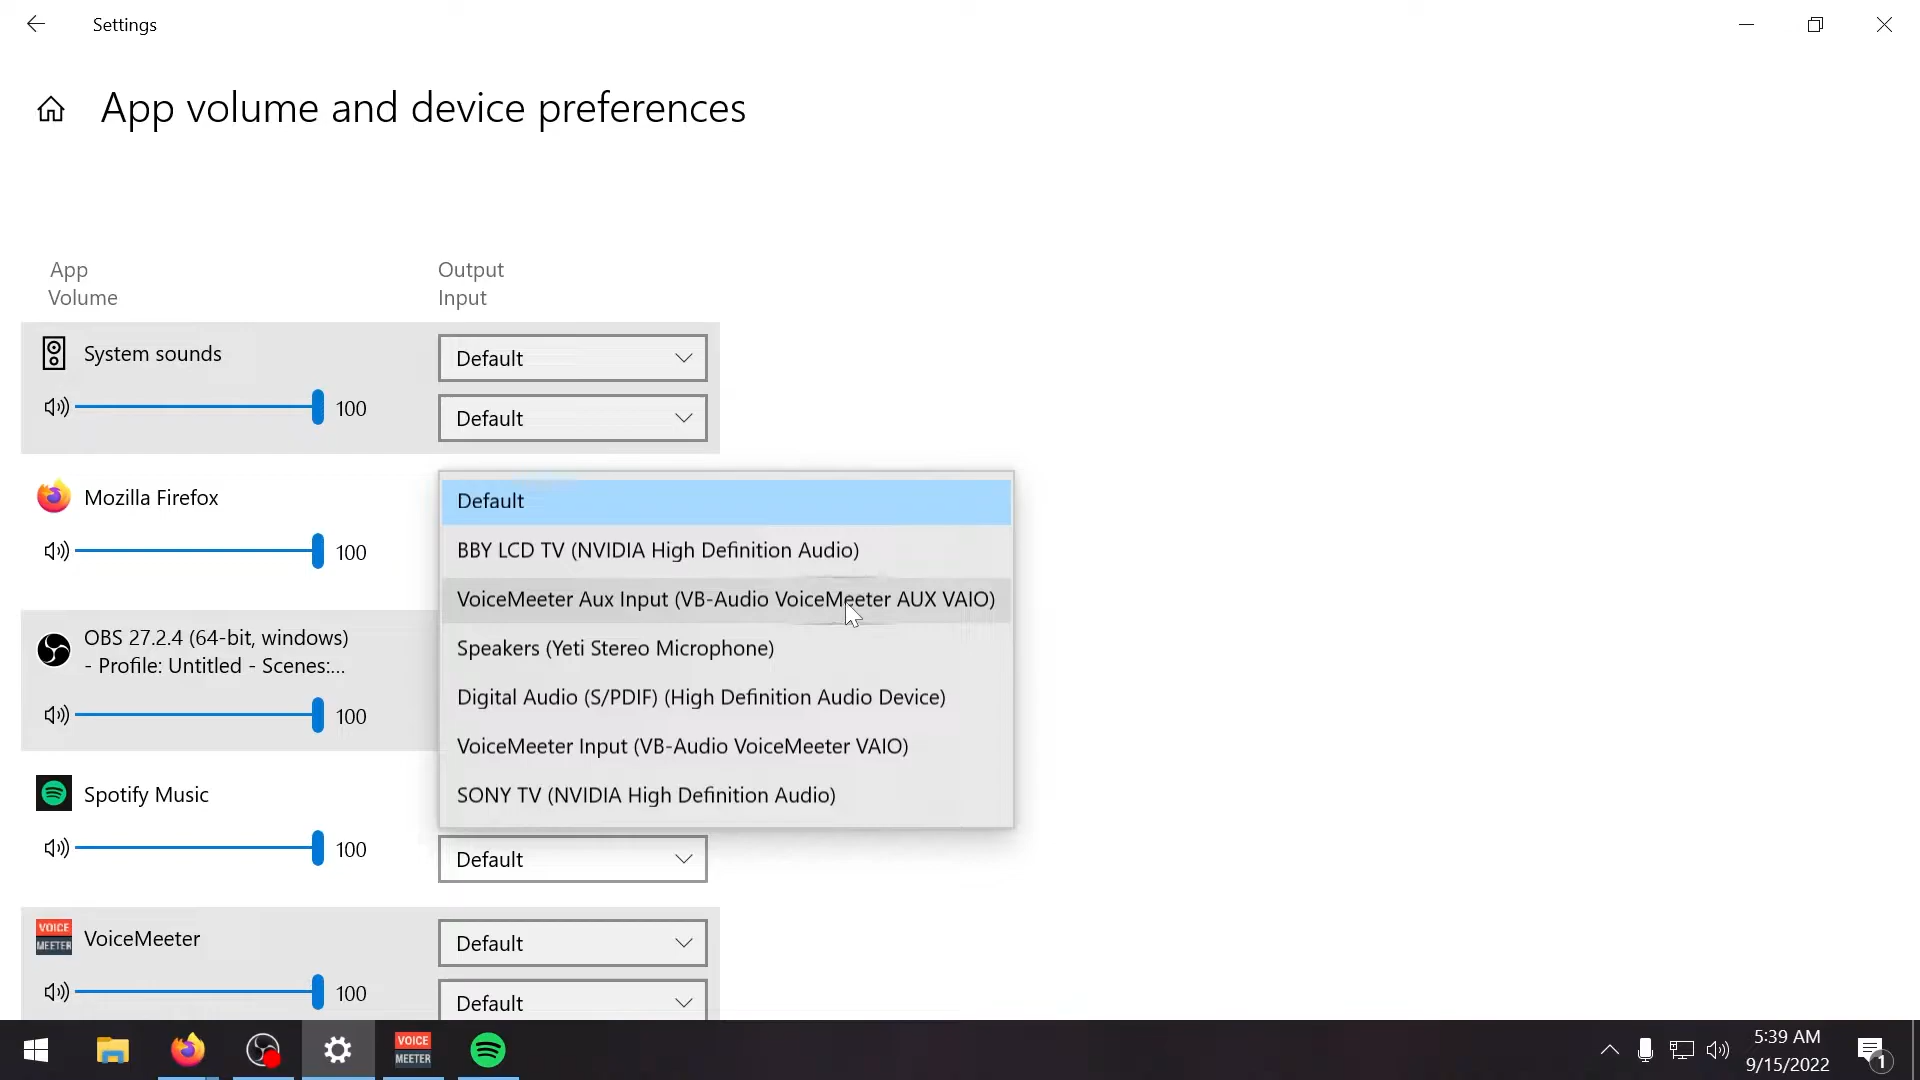 Settings
App volume and device preferences
App
Volume
Output
Input
System sounds
Default
100
Default
Mozilla Firefox
100
Default
BBY LCD TV (NVIDIA High Definition Audio)
VoiceMeeter Aux Input (VB-Audio VoiceMeeter AUX VAIO)
Speakers (Yeti Stereo Microphone)
Digital Audio (S/PDIF) (High Definition Audio Device)
VoiceMeeter Input (VB-Audio VoiceMeeter VAIO)
SONY TV (NVIDIA High Definition Audio)
OBS 27.2.4 (64-bit, windows)
- Profile: Untitled - Scenes:...
100
Spotify Music
100
Default
VOICE
MEETER
VoiceMeeter
Default
100
Default
VOICE
MEETER
5:39 AM
9/15/2022
1